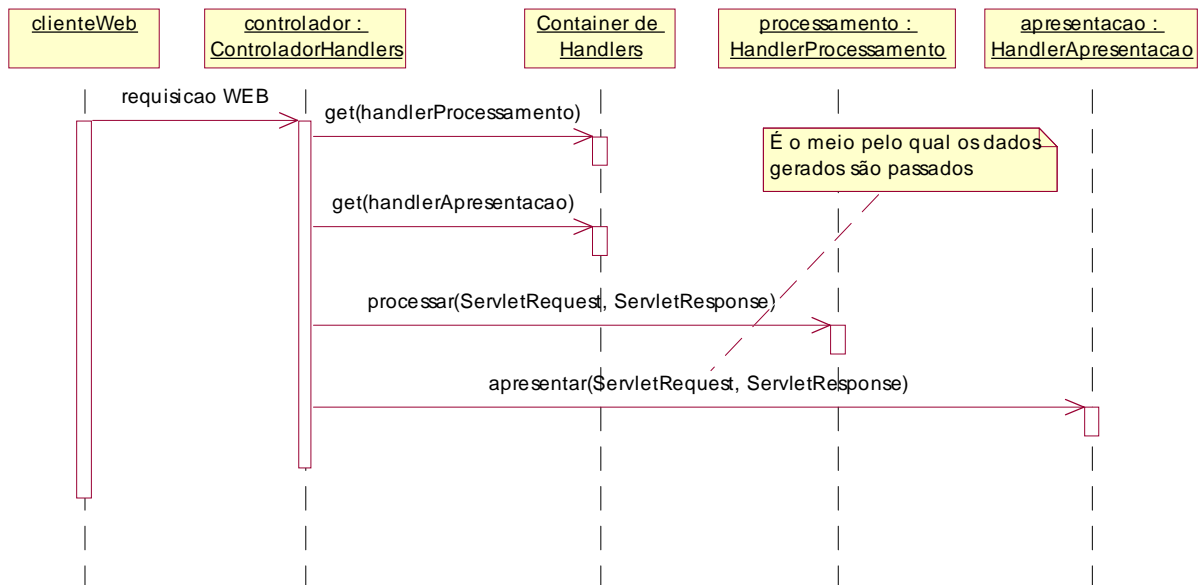 clienteWeb
controlador :
ControladorHandlers
Container de
Handlers
processamento :
HandlerProcessamento
apresentacao :
HandlerApresentacao
requisicao WEB
get(handlerProcessamento)
É o meio pelo qual os dados
gerados são passados
get(handlerApresentacao)
processar(ServletRequest, ServletResponse)
apresentar(ServletRequest, ServletResponse)